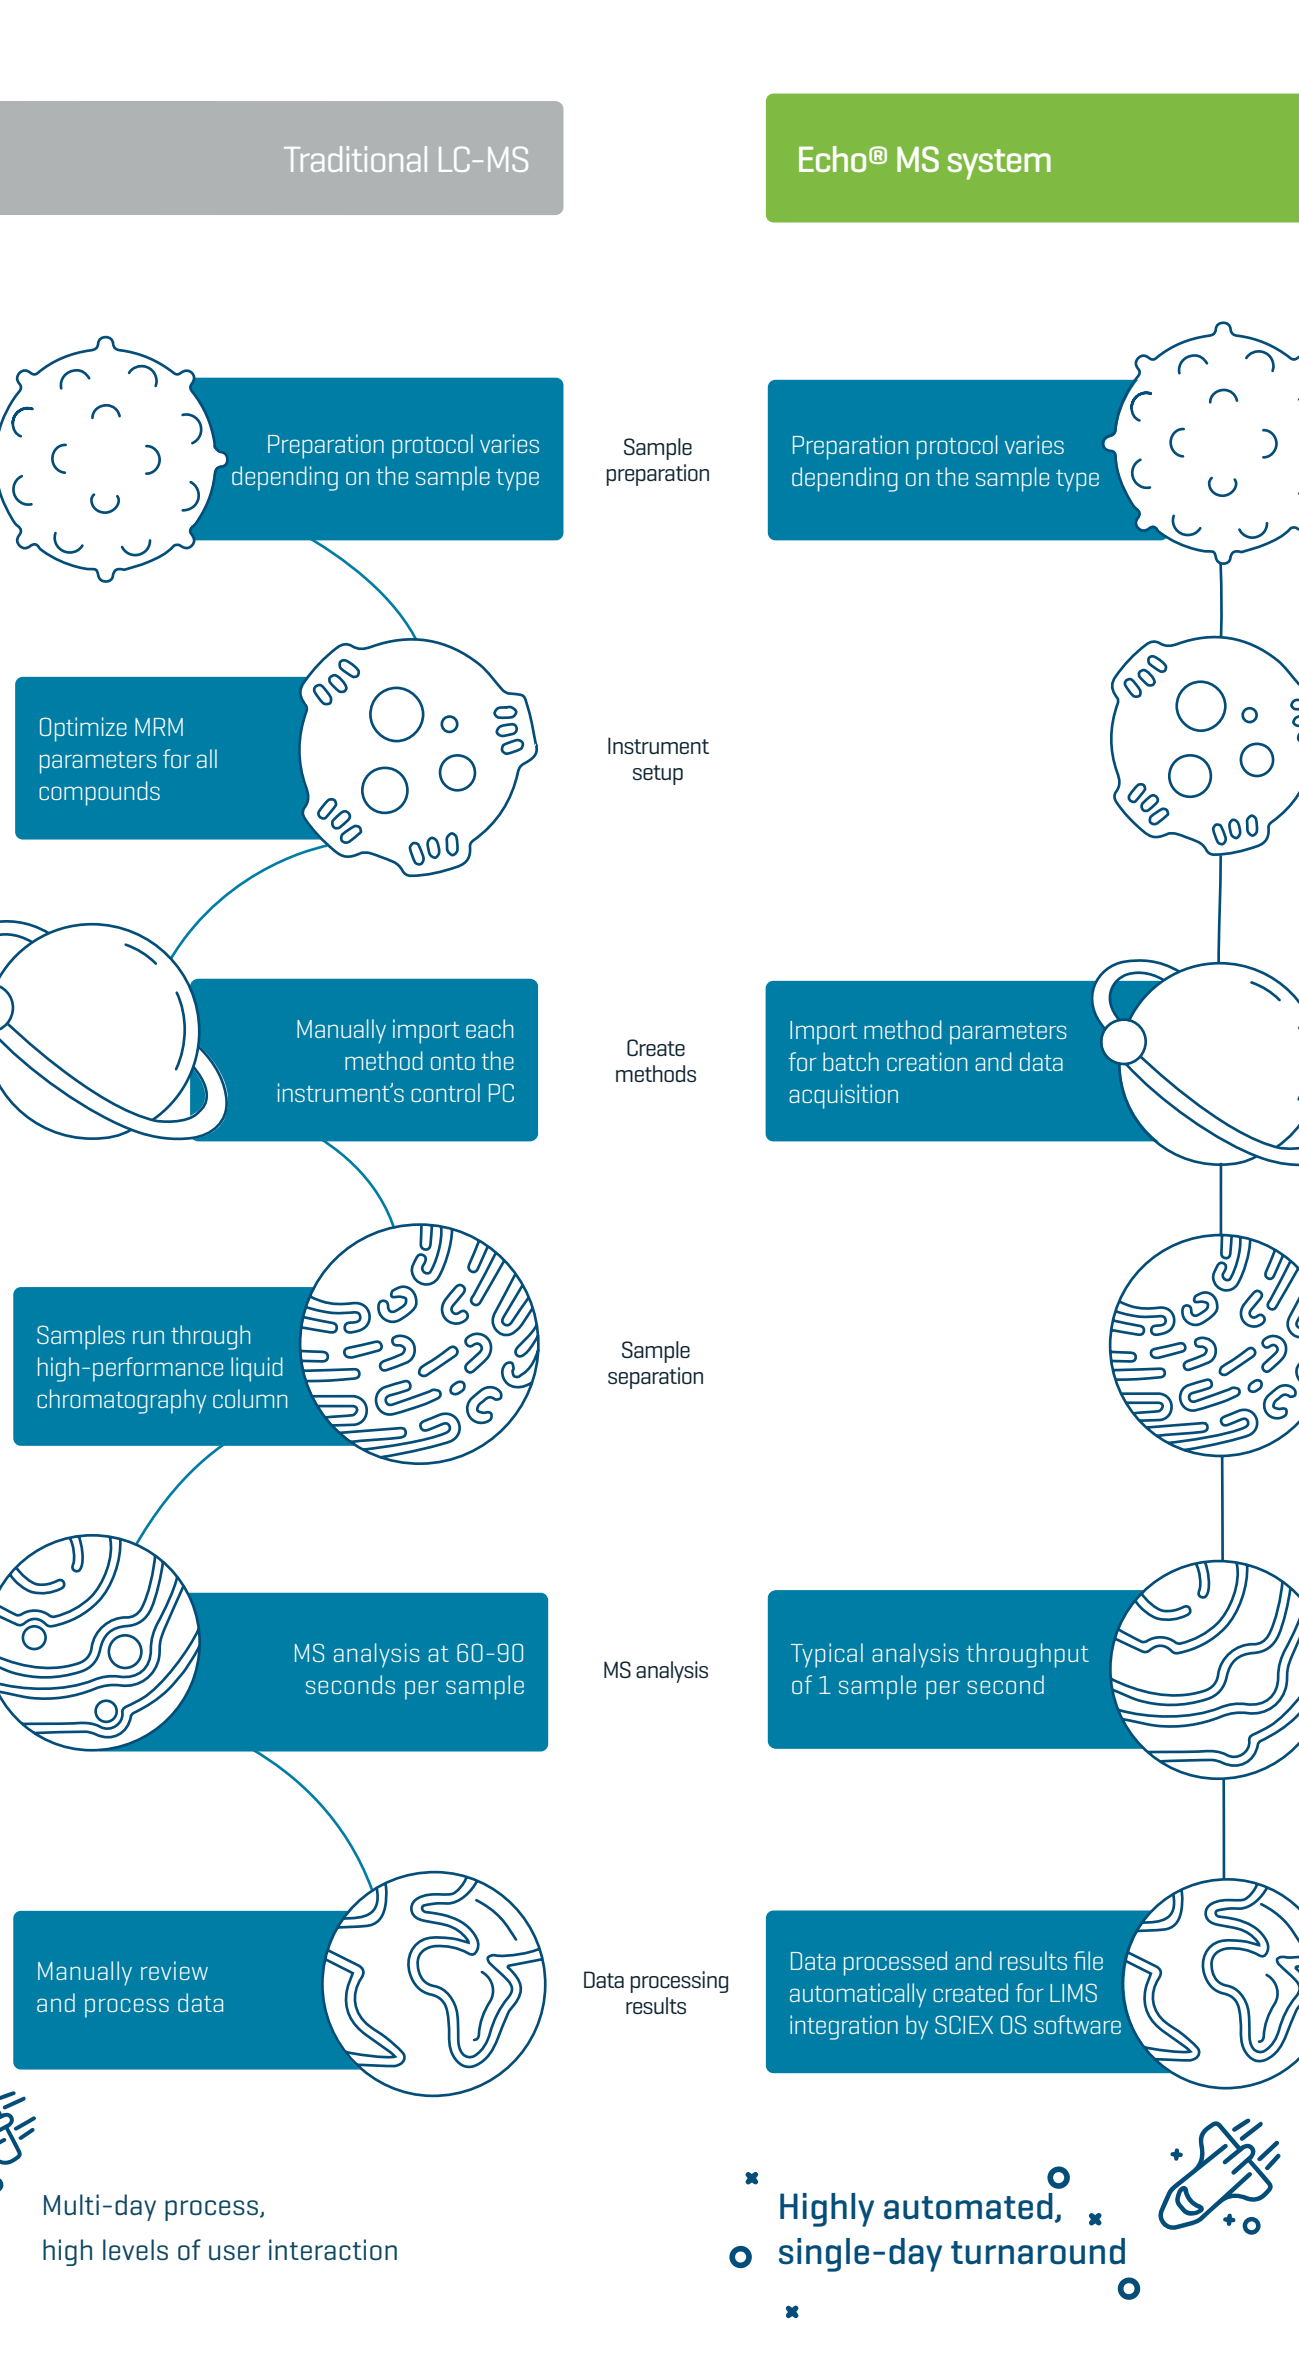 Traditional LC-MS
Echo® MS system
Preparation protocol varies
depending on the sample type
Sample
preparation
Preparation protocol varies
depending on the sample type
Optimize MRM
parameters for all
compounds
Instrument
setup
Manually import each
method onto the
instrument's control PC
Create
methods
Import method parameters
for batch creation and data
acquisition
Samples run through
high-performance liquid
chromatography column
Sample
separation
MS analysis at 60-90
seconds per sample
MS analysis
Typical analysis throughput
of 1 sample per second
Manually review
and process data
Data processing
results
Data processed and results file
automatically created for LIMS
integration by SCIEX OS software
Multi-day process,
high levels of user interaction
Highly automated,
single-day turnaround